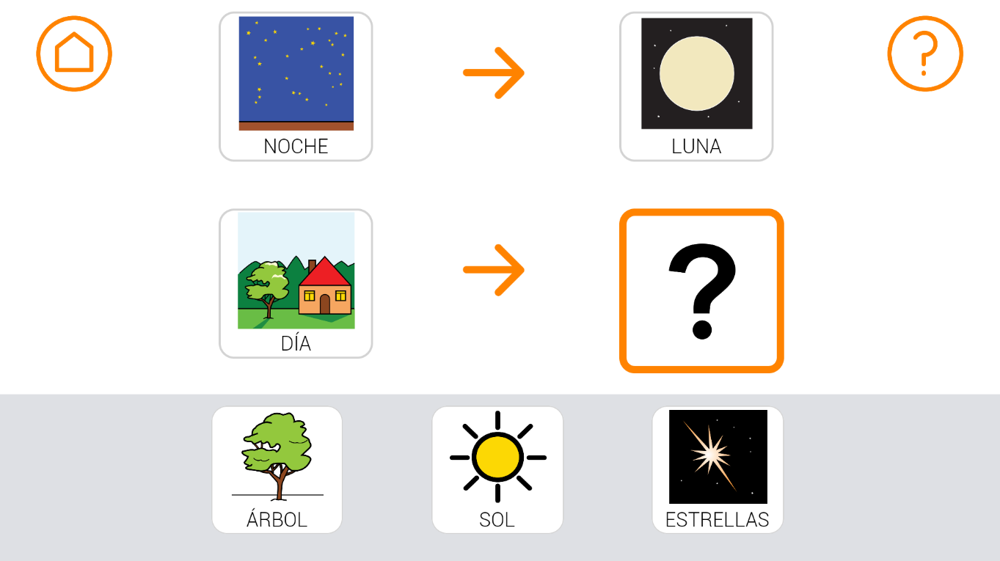 NOCHE
LUNA
DÍA
?
ÁRBOL
SOL
ESTRELLAS